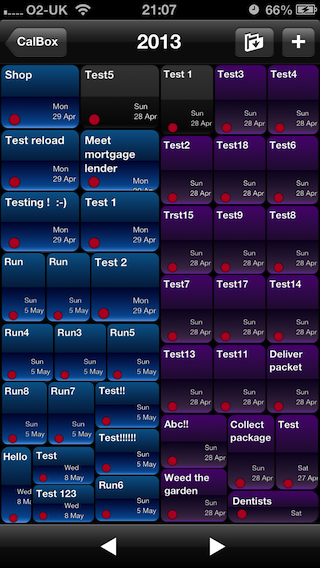 O2-UK 21:07 66%
CalBox 2013 +
Shop
Mon
29 Apr
Test5
Sun
28 Apr
Test 1
Sun
28 Apr
Test3
Sun
28 Apr
Test4
Sun
28 Apr
Test reload
Mon
29 Apr
Meet
mortgage
lender
Mon
29 Apr
Test2
Sun
28 Apr
Test18
Sun
28 Apr
Test6
Sun
28 Apr
Testing ! :-)
Mon
29 Apr
Test 1
Mon
29 Apr
Trst15
Sun
28 Apr
Test9
Sun
28 Apr
Test8
Sun
28 Apr
Run
Sun
5 May
Run
Sun
5 May
Test 2
Mon
29 Apr
Test7
Sun
28 Apr
Test17
Sun
28 Apr
Test14
Sun
28 Apr
Run4
Sun
5 May
Run3
Sun
5 May
Run5
Sun
5 May
Test13
Sun
28 Apr
Test11
Sun
28 Apr
Deliver
packet
Sun
28 Apr
Run8
Sun
5 May
Run7
Sun
5 May
Test!!
Sun
5 May
Abc!!
Sun
28 Apr
Collect
package
Sun
28 Apr
Test
Sat
27 Apr
Hello
Wed
8 May
Test
Wed
8 May
Test!!!!!!
Sun
5 May
Weed the
garden
Sun
28 Apr
Test 123
Wed
8 May
Run6
Sun
5 May
Dentists
Sat